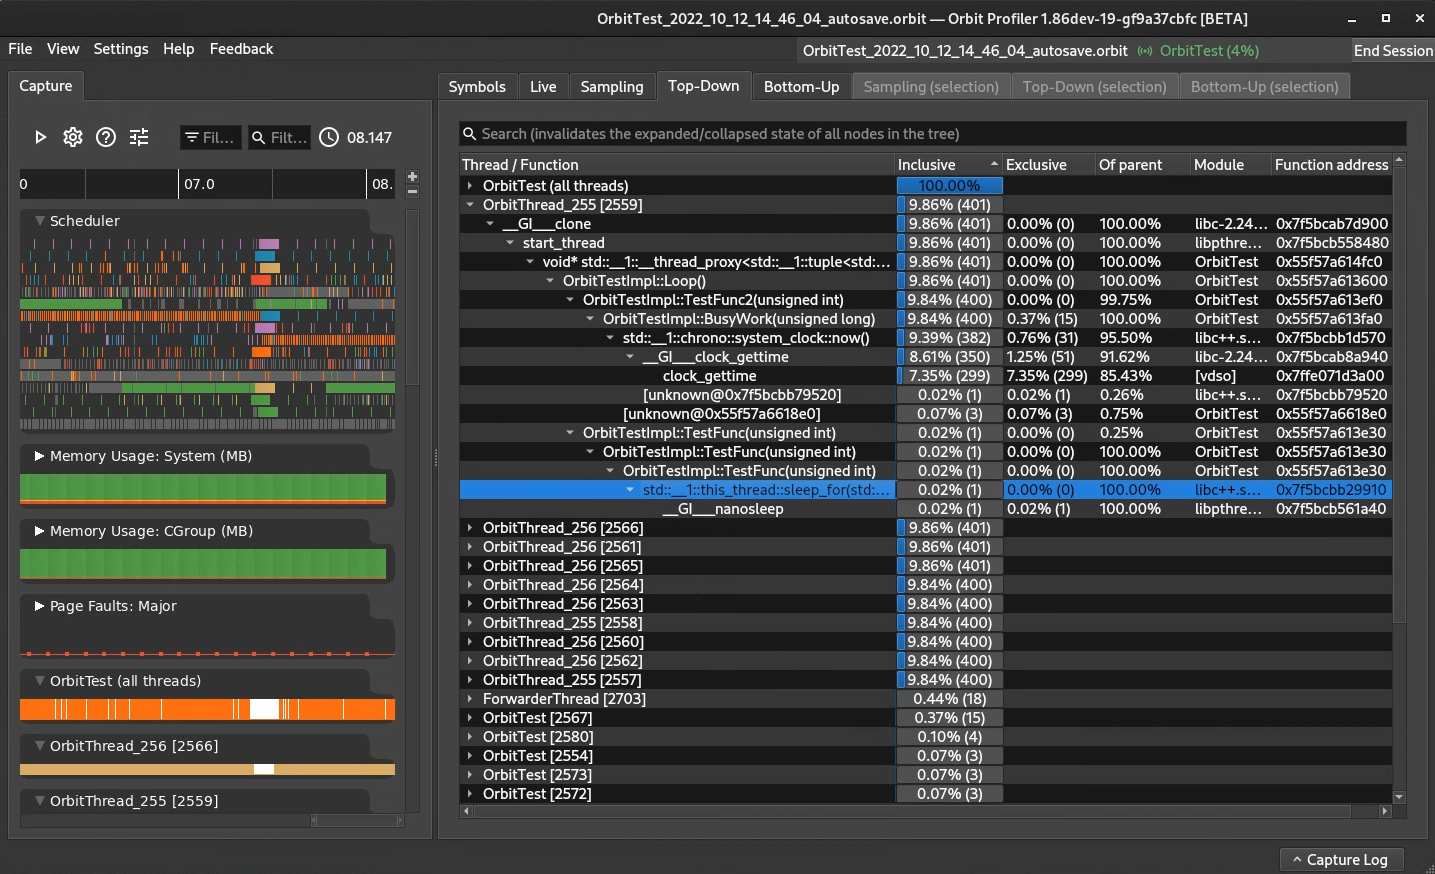 OrbitTest_2022_10_12_14_46_04_autosave.orbit — Orbit Profiler 1.86dev-19-gf9a37cbfc [BETA]
File View Settings Help Feedback
OrbitTest_2022_10_12_14_46_04_autosave.orbit OrbitTest (4%) End Session
Capture
Fil... Filt... 08.147
0 07.0 08.
Scheduler
Memory Usage: System (MB)
Memory Usage: CGroup (MB)
Page Faults: Major
OrbitTest (all threads)
OrbitThread_256 [2566]
OrbitThread_255 [2559]
Symbols Live Sampling Top-Down Bottom-Up Sampling (selection) Top-Down (selection) Bottom-Up (selection)
Search (invalidates the expanded/collapsed state of all nodes in the tree)
Thread / Function Inclusive Exclusive Of parent Module Function address
OrbitTest (all threads) 100.00%
OrbitThread_255 [2559] 9.86% (401)
__GI___clone 9.86% (401) 0.00% (0) 100.00% libc-2.24... 0x7f5bcab7d900
start_thread 9.86% (401) 0.00% (0) 100.00% libpthre... 0x7f5bcb558480
void* std::__1::__thread_proxy<std::__1::tuple<std:... 9.86% (401) 0.00% (0) 100.00% OrbitTest 0x55f57a614fc0
OrbitTestImpl::Loop() 9.86% (401) 0.00% (0) 100.00% OrbitTest 0x55f57a613600
OrbitTestImpl::TestFunc2(unsigned int) 9.84% (400) 0.00% (0) 99.75% OrbitTest 0x55f57a613ef0
OrbitTestImpl::BusyWork(unsigned long) 9.84% (400) 0.37% (15) 100.00% OrbitTest 0x55f57a613fa0
std::__1::chrono::system_clock::now() 9.39% (382) 0.76% (31) 95.50% libc++.s... 0x7f5bcbb1d570
__GI___clock_gettime 8.61% (350) 1.25% (51) 91.62% libc-2.24... 0x7f5bcab8a940
clock_gettime 7.35% (299) 7.35% (299) 85.43% [vdso] 0x7ffe071d3a00
[unknown@0x7f5bcbb79520] 0.02% (1) 0.02% (1) 0.26% libc++.s... 0x7f5bcbb79520
[unknown@0x55f57a6618e0] 0.07% (3) 0.07% (3) 0.75% OrbitTest 0x55f57a6618e0
OrbitTestImpl::TestFunc(unsigned int) 0.02% (1) 0.00% (0) 0.25% OrbitTest 0x55f57a613e30
OrbitTestImpl::TestFunc(unsigned int) 0.02% (1) 0.00% (0) 100.00% OrbitTest 0x55f57a613e30
OrbitTestImpl::TestFunc(unsigned int) 0.02% (1) 0.00% (0) 100.00% OrbitTest 0x55f57a613e30
std::__1::this_thread::sleep_for(std:... 0.02% (1) 0.00% (0) 100.00% libc++.s... 0x7f5bcbb29910
__GI___nanosleep 0.02% (1) 0.02% (1) 100.00% libpthre... 0x7f5bcb561a40
OrbitThread_256 [2566] 9.86% (401)
OrbitThread_256 [2561] 9.86% (401)
OrbitThread_256 [2565] 9.86% (401)
OrbitThread_256 [2564] 9.84% (400)
OrbitThread_256 [2563] 9.84% (400)
OrbitThread_255 [2558] 9.84% (400)
OrbitThread_256 [2560] 9.84% (400)
OrbitThread_256 [2562] 9.84% (400)
OrbitThread_255 [2557] 9.84% (400)
ForwarderThread [2703] 0.44% (18)
OrbitTest [2567] 0.37% (15)
OrbitTest [2580] 0.10% (4)
OrbitTest [2554] 0.07% (3)
OrbitTest [2573] 0.07% (3)
OrbitTest [2572] 0.07% (3)
Capture Log